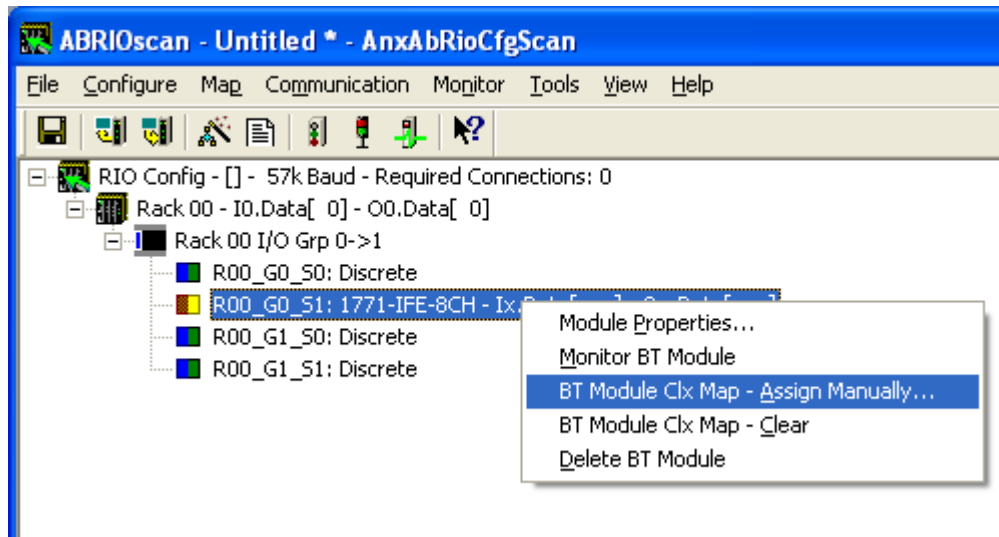 ABRIOscan - Untitled * - AnxAbRioCfgScan
File Configure Map Communication Monitor Tools View Help
RIO Config - [] - 57k Baud - Required Connections: 0
Rack 00 - I0.Data[ 0] - O0.Data[ 0]
Rack 00 I/O Grp 0->1
R00_G0_S0: Discrete
R00_G0_S1: 1771-IFE-8CH - Ix.
R00_G1_S0: Discrete
R00_G1_S1: Discrete
Module Properties...
Monitor BT Module
BT Module Clx Map - Assign Manually...
BT Module Clx Map - Clear
Delete BT Module